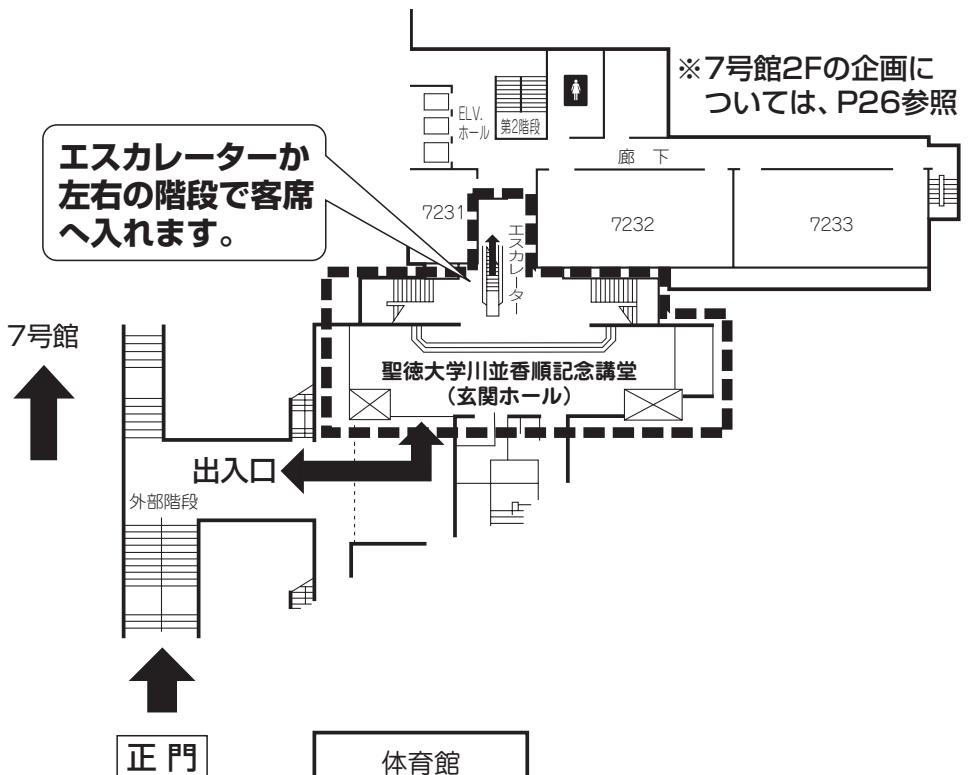 ※7号館2Fの企画に
ついては、P26参照
ELV.
ホール
第2階段
廊 下
エスカレーターか
左右の階段で客席
へ入れます。
7231
エスカレーター
7232
7233
7号館
聖徳大学川並香順記念講堂
（玄関ホール）
出入口
外部階段
正 門
体育館